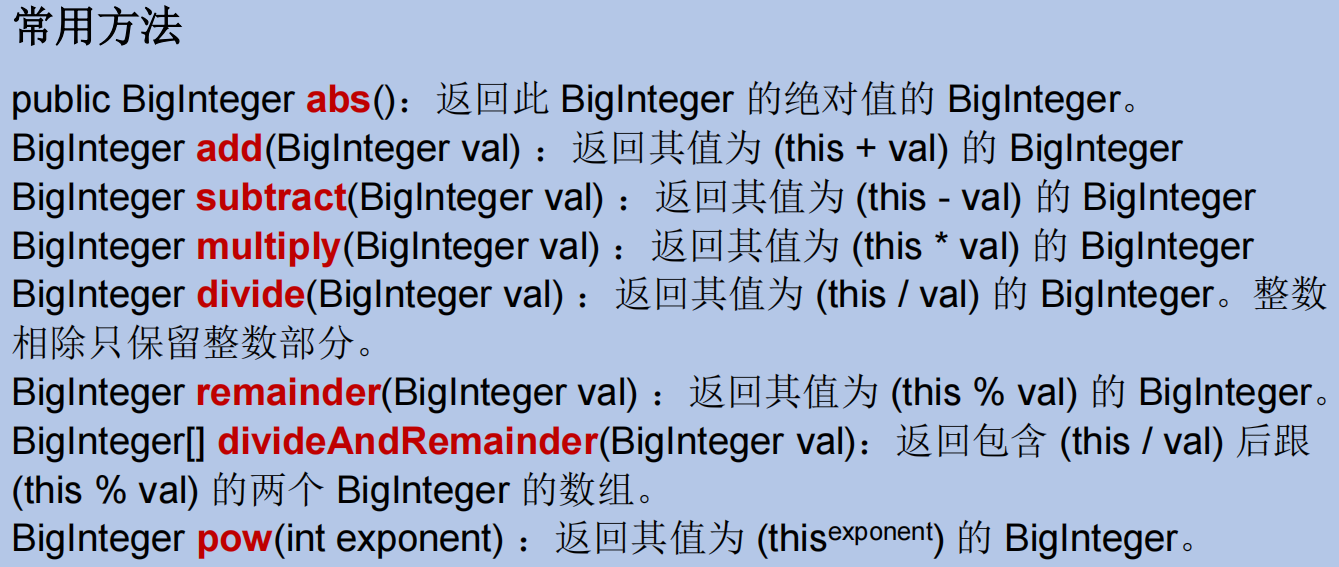 常用方法
public BigInteger abs()：返回此 BigInteger 的绝对值的 BigInteger。
BigInteger add(BigInteger val) ：返回其值为 (this + val) 的 BigInteger
BigInteger subtract(BigInteger val) ：返回其值为 (this - val) 的 BigInteger
BigInteger multiply(BigInteger val) ：返回其值为 (this * val) 的 BigInteger
BigInteger divide(BigInteger val) ：返回其值为 (this / val) 的 BigInteger。整数
相除只保留整数部分。
BigInteger remainder(BigInteger val) ：返回其值为 (this % val) 的 BigInteger。
BigInteger[] divideAndRemainder(BigInteger val)：返回包含 (this / val) 后跟
(this % val) 的两个 BigInteger 的数组。
BigInteger pow(int exponent) ：返回其值为 (thisexponent) 的 BigInteger。